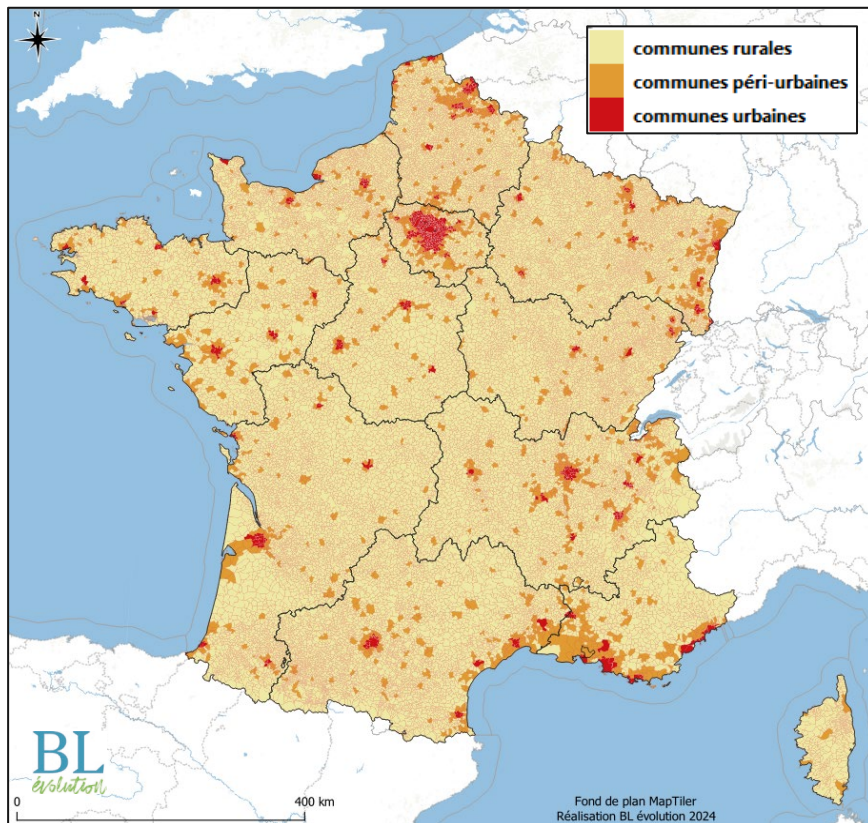 N
communes rurales
communes péri-urbaines
communes urbaines
BL
évolution
0
400 km
Fond de plan MapTiler
Réalisation BL évolution 2024